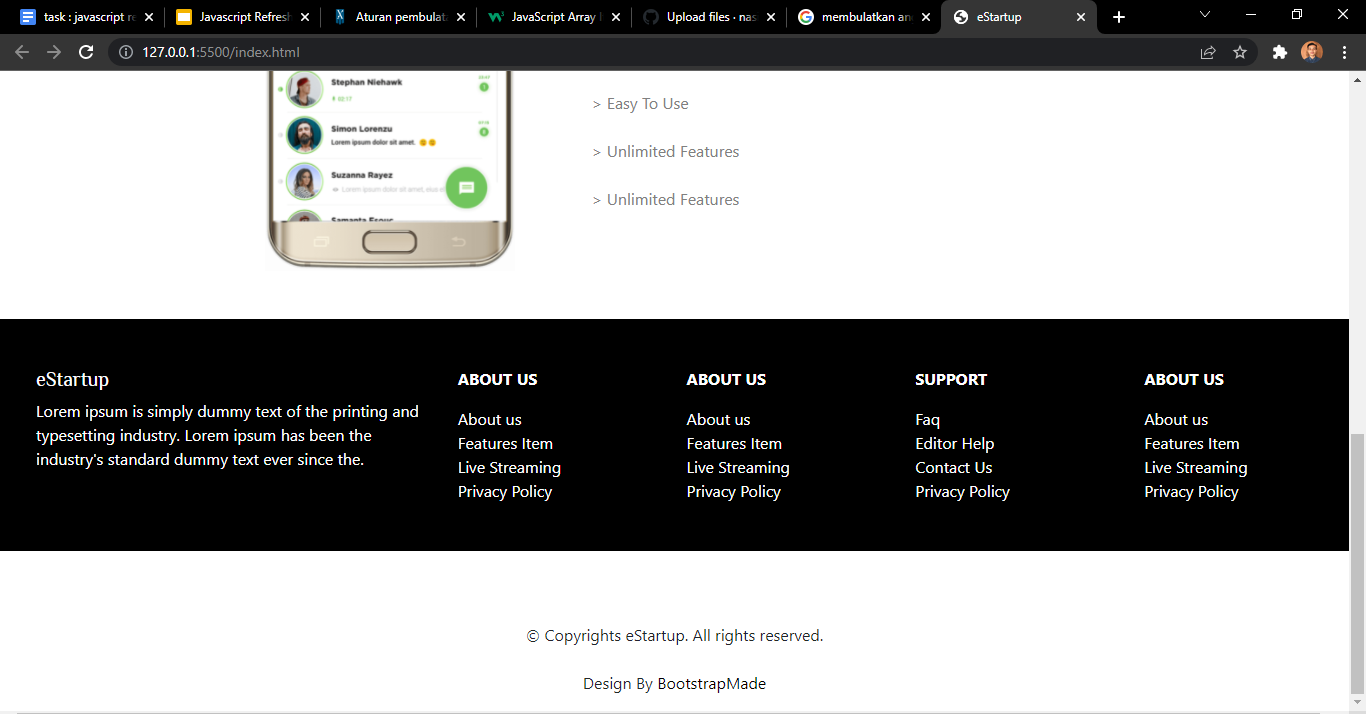 task : javascript re
Javascript Refresh
Aturan pembulat
JavaScript Array
Upload files · nas
membulatkan an
eStartup
127.0.0.1:5500/index.html
Stephan Niehawk
Simon Lorenzu
Lorem ipsum dolor sit amet.
Suzanna Rayez
Lorem ipsum dolor sit amet,
> Easy To Use
> Unlimited Features
> Unlimited Features
eStartup
Lorem ipsum is simply dummy text of the printing and
typesetting industry. Lorem ipsum has been the
industry's standard dummy text ever since the.
ABOUT US
About us
Features Item
Live Streaming
Privacy Policy
ABOUT US
About us
Features Item
Live Streaming
Privacy Policy
SUPPORT
Faq
Editor Help
Contact Us
Privacy Policy
ABOUT US
About us
Features Item
Live Streaming
Privacy Policy
© Copyrights eStartup. All rights reserved.
Design By BootstrapMade